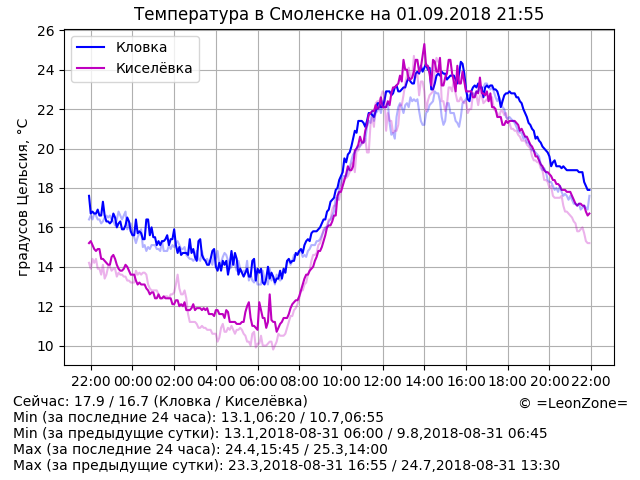 Температура в Смоленске на 01.09.2018 21:55
Кловка
Киселёвка
градусов Цельсия, °C
26
24
22
20
18
16
14
12
10
22:00 00:00 02:00 04:00 06:00 08:00 10:00 12:00 14:00 16:00 18:00 20:00 22:00
Сейчас: 17.9 / 16.7 (Кловка / Киселёвка)
© =LeonZone=
Min (за последние 24 часа): 13.1,06:20 / 10.7,06:55
Min (за предыдущие сутки): 13.1,2018-08-31 06:00 / 9.8,2018-08-31 06:45
Max (за последние 24 часа): 24.4,15:45 / 25.3,14:00
Max (за предыдущие сутки): 23.3,2018-08-31 16:55 / 24.7,2018-08-31 13:30